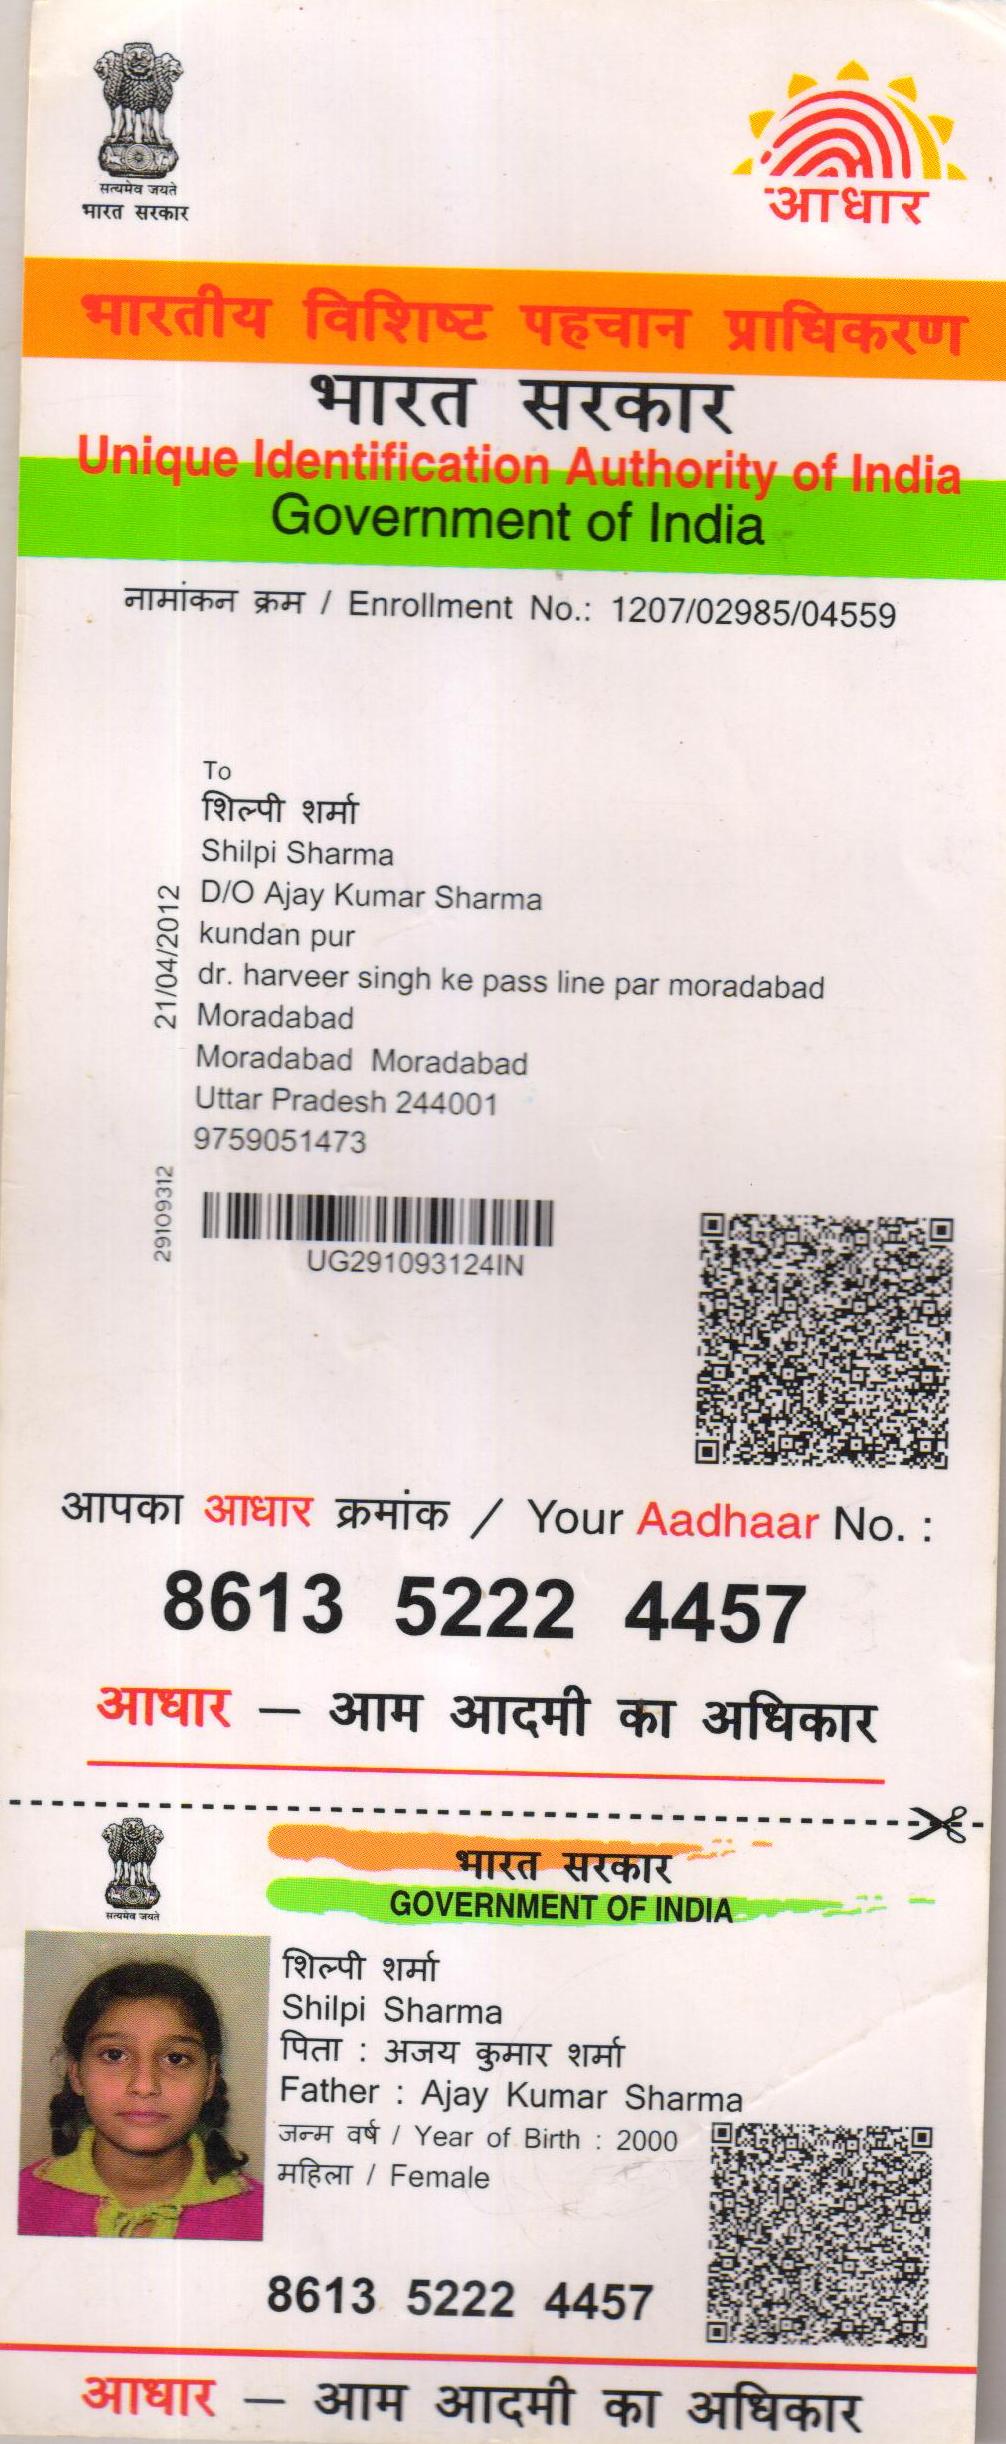 सत्यमेव जयते
भारत सरकार
आधार
भारतीय विशिष्ट पहचान प्राधिकरण
भारत सरकार
Unique Identification Authority of India
Government of India
नामांकन क्रम / Enrollment No.: 1207/02985/04559
To
शिल्पी शर्मा
Shilpi Sharma
D/O Ajay Kumar Sharma
kundan pur
dr. harveer singh ke pass line par moradabad
Moradabad
Moradabad Moradabad
Uttar Pradesh 244001
9759051473
21/04/2012
29109312
UG291093124IN
आपका आधार क्रमांक / Your Aadhaar No. :
8613 5222 4457
आधार – आम आदमी का अधिकार
सत्यमेव जयते
भारत सरकार
GOVERNMENT OF INDIA
शिल्पी शर्मा
Shilpi Sharma
पिता : अजय कुमार शर्मा
Father : Ajay Kumar Sharma
जन्म वर्ष / Year of Birth : 2000
महिला / Female
8613 5222 4457
आधार – आम आदमी का अधिकार